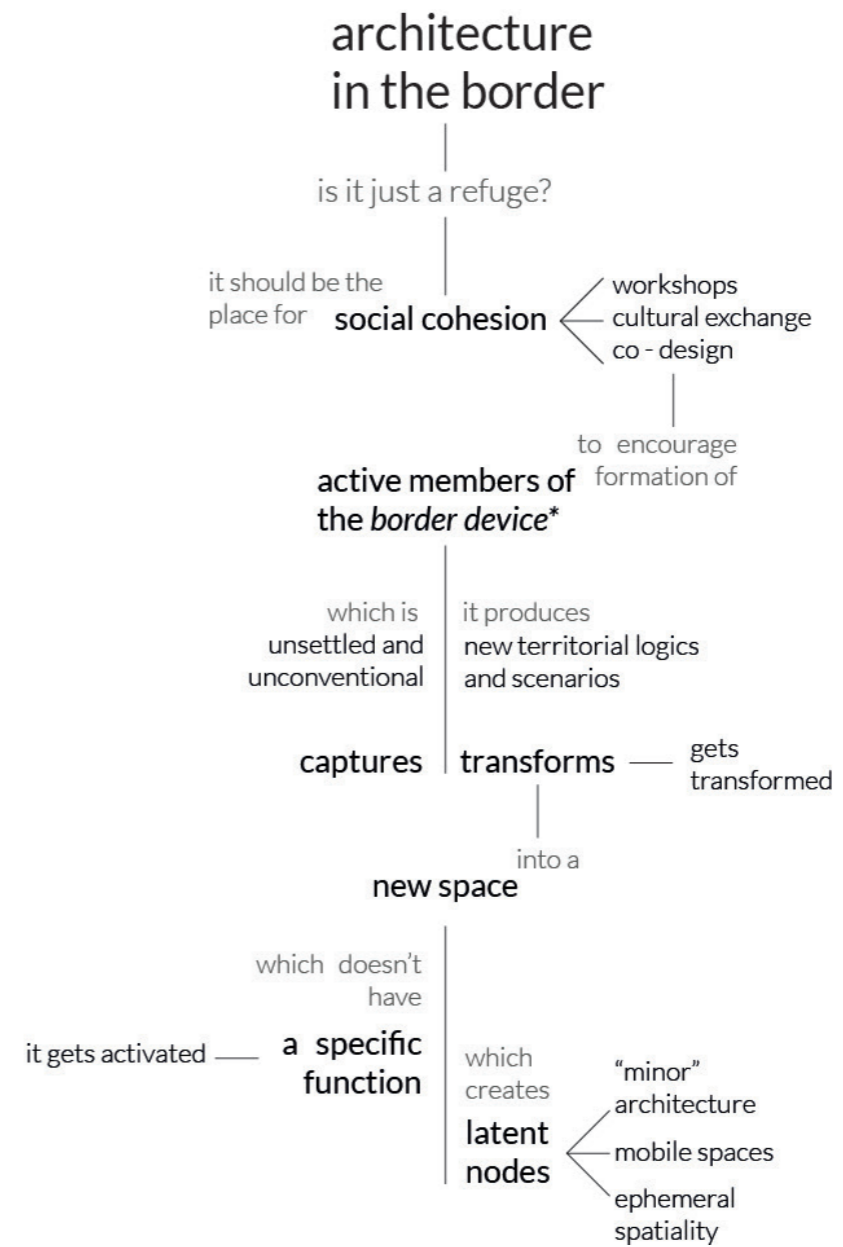 architecture
in the border
is it just a refuge?
it should be the
place for
social cohesion
workshops
cultural exchange
co - design
to encourage
formation of
active members of
the border device*
which is
unsettled and
unconventional
it produces
new territorial logics
and scenarios
captures
transforms
gets
transformed
into a
new space
which doesn't
have
a specific
function
it gets activated
which
creates
latent
nodes
“minor”
architecture
mobile spaces
ephemeral
spatiality